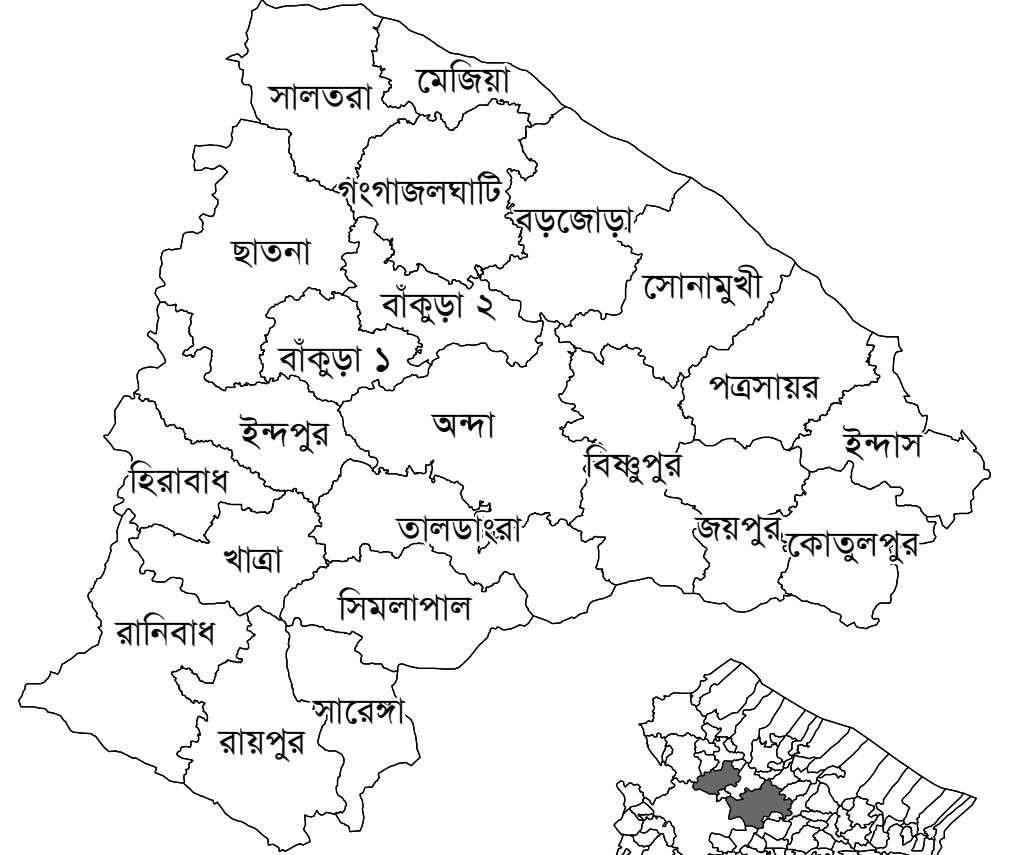 মেজিয়া
সালতরা
গংগাজলঘাটি
বড়জোড়া
ছাতনা
সোনামুখী
বাঁকুড়া ২
বাঁকুড়া ১
পত্রসায়র
অন্দা
ইন্দপুর
ইন্দাস
বিষ্ণুপুর
হিরাবাধ
তালডাংরা
জয়পুর
কোতুলপুর
খাত্রা
সিমলাপাল
রানিবাধ
সারেঙ্গা
রায়পুর